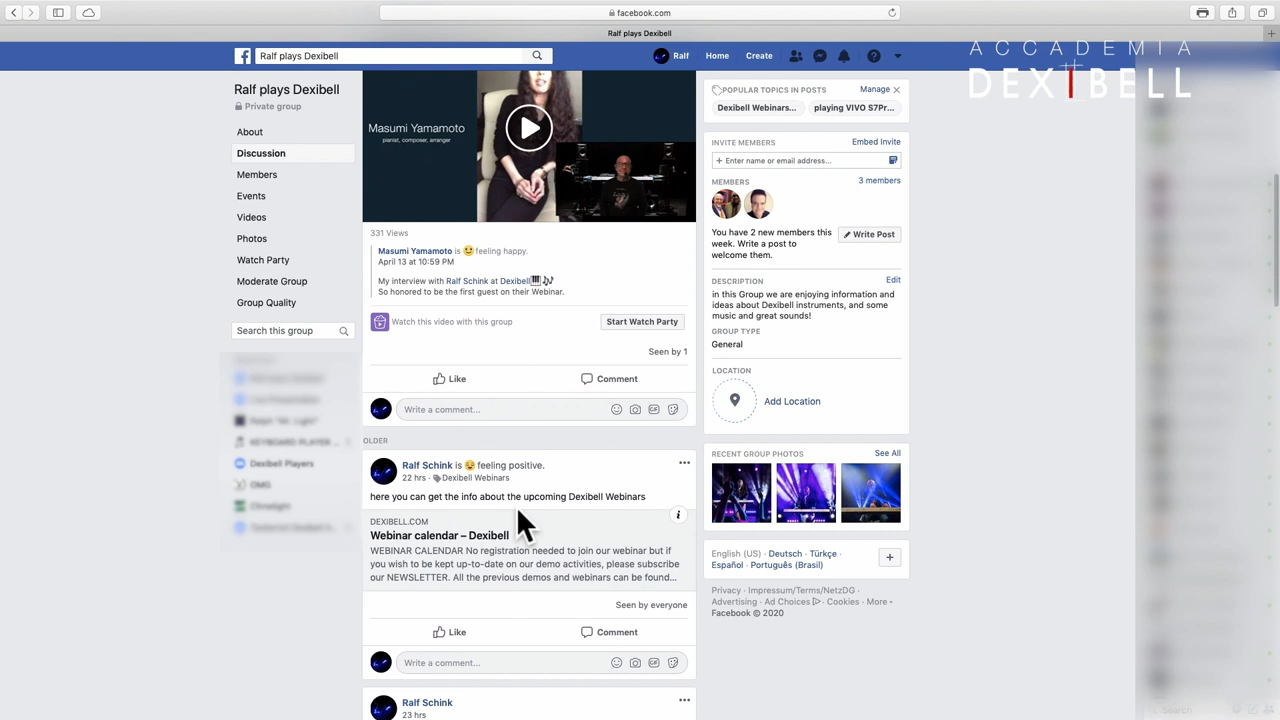 facebook.com
Ralf plays Dexibell
Ralf plays Dexibell
Ralf
Home
Create
ACCADEMIA
DEXIBELL
Ralf plays Dexibell
Private group
About
Discussion
Members
Events
Videos
Photos
Watch Party
Moderate Group
Group Quality
Search this group
KEYBOARD PLAYER ...
Dexibell Players
OMG
Masumi Yamamoto
pianist, composer, arranger
331 Views
Masumi Yamamoto is feeling happy.
April 13 at 10:59 PM
My interview with Ralf Schink at Dexibell
So honored to be the first guest on their Webinar.
Watch this video with this group
Start Watch Party
Seen by 1
Like
Comment
Write a comment...
GIF
OLDER
Ralf Schink is feeling positive.
22 hrs · Dexibell Webinars
here you can get the info about the upcoming Dexibell Webinars
DEXIBELL.COM
Webinar calendar – Dexibell
WEBINAR CALENDAR No registration needed to join our webinar but if
you wish to be kept up-to-date on our demo activities, please subscribe
our NEWSLETTER. All the previous demos and webinars can be found...
Seen by everyone
Like
Comment
Write a comment...
GIF
Ralf Schink
23 hrs
POPULAR TOPICS IN POSTS
Manage
Dexibell Webinars...
playing VIVO S7Pr...
INVITE MEMBERS
Embed Invite
+ Enter name or email address...
MEMBERS
3 members
You have 2 new members this
week. Write a post to
welcome them.
Write Post
DESCRIPTION
Edit
in this Group we are enjoying information and
ideas about Dexibell instruments, and some
music and great sounds!
GROUP TYPE
General
LOCATION
Add Location
RECENT GROUP PHOTOS
See All
English (US) · Deutsch · Türkçe ·
Español · Português (Brasil)
Privacy · Impressum/Terms/NetzDG ·
Advertising · Ad Choices · Cookies · More
Facebook © 2020
Search